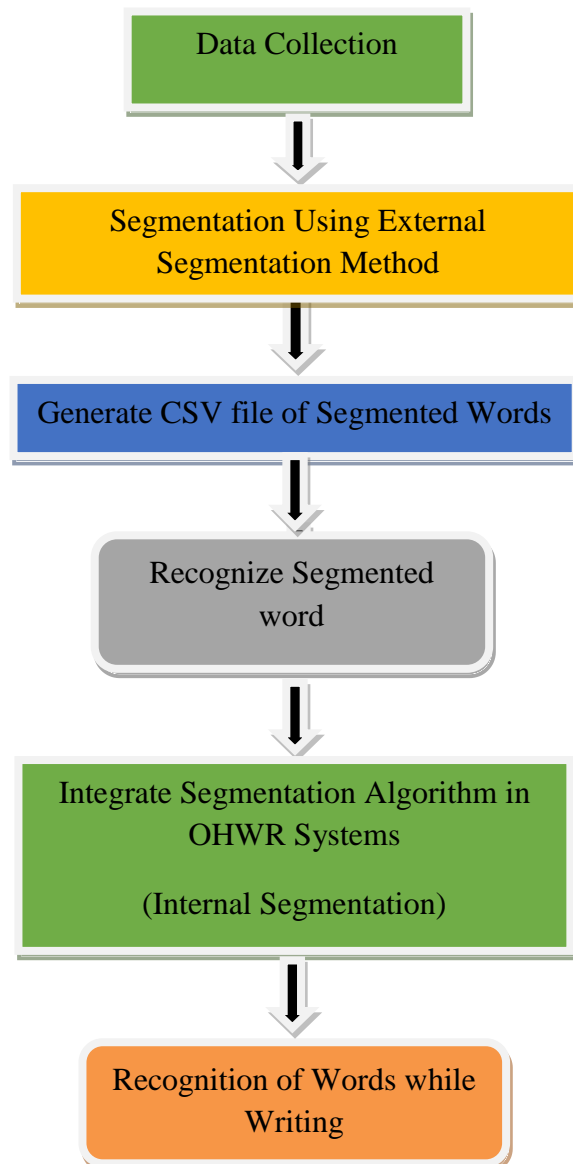 Data Collection
Segmentation Using External
Segmentation Method
Generate CSV file of Segmented Words
Recognize Segmented
word
Integrate Segmentation Algorithm in
OHWR Systems
(Internal Segmentation)
Recognition of Words while
Writing